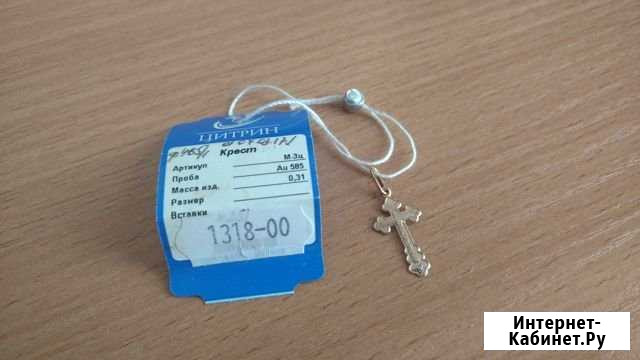 ЦИТРИН
Крест
Артикул М-3ц
Проба Au 585
Масса изд. 0,31
Размер
Вставки
1318-00
Интернет-
Кабинет.Ру